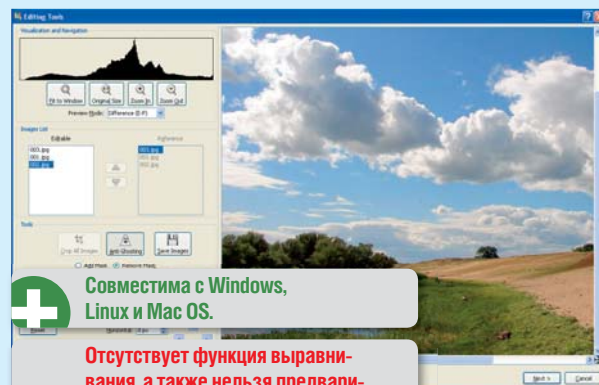 Editing Tools
Visualization and Navigation
Fit to Window Original Size Zoom In Zoom Out
Preview Mode: Difference (E-P)
Images List
Editable Reference
003.jpg 003.jpg
001.jpg 001.jpg
002.jpg 002.jpg
Tools
Crop All Images Anti-Ghosting Save Images
Add Mask Remove Mask
Совместима с Windows,
Linux и Mac OS.
Reset Horizontal
Отсутствует функция выравни-
вания, а также нельзя предвари-
Next > Cancel